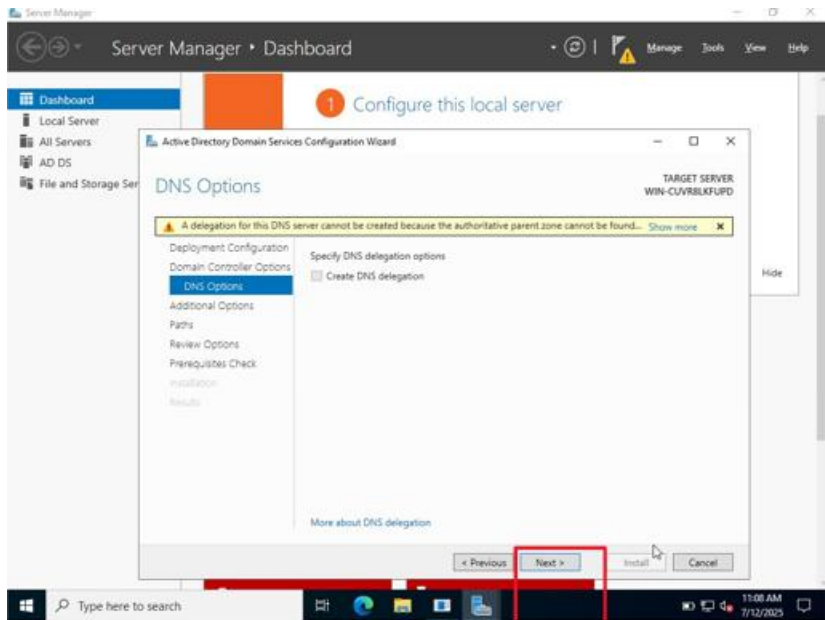 Server Manager
Server Manager • Dashboard
Manage Tools View Help
Dashboard
Local Server
All Servers
AD DS
File and Storage Ser
1 Configure this local server
Hide
Active Directory Domain Services Configuration Wizard
DNS Options
TARGET SERVER
WIN-CUVR8LKFUPD
A delegation for this DNS server cannot be created because the authoritative parent zone cannot be found... Show more
Deployment Configuration
Domain Controller Options
DNS Options
Additional Options
Paths
Review Options
Prerequisites Check
Installation
Results
Specify DNS delegation options
Create DNS delegation
More about DNS delegation
< Previous Next > Install Cancel
Type here to search
11:08 AM
7/12/2025